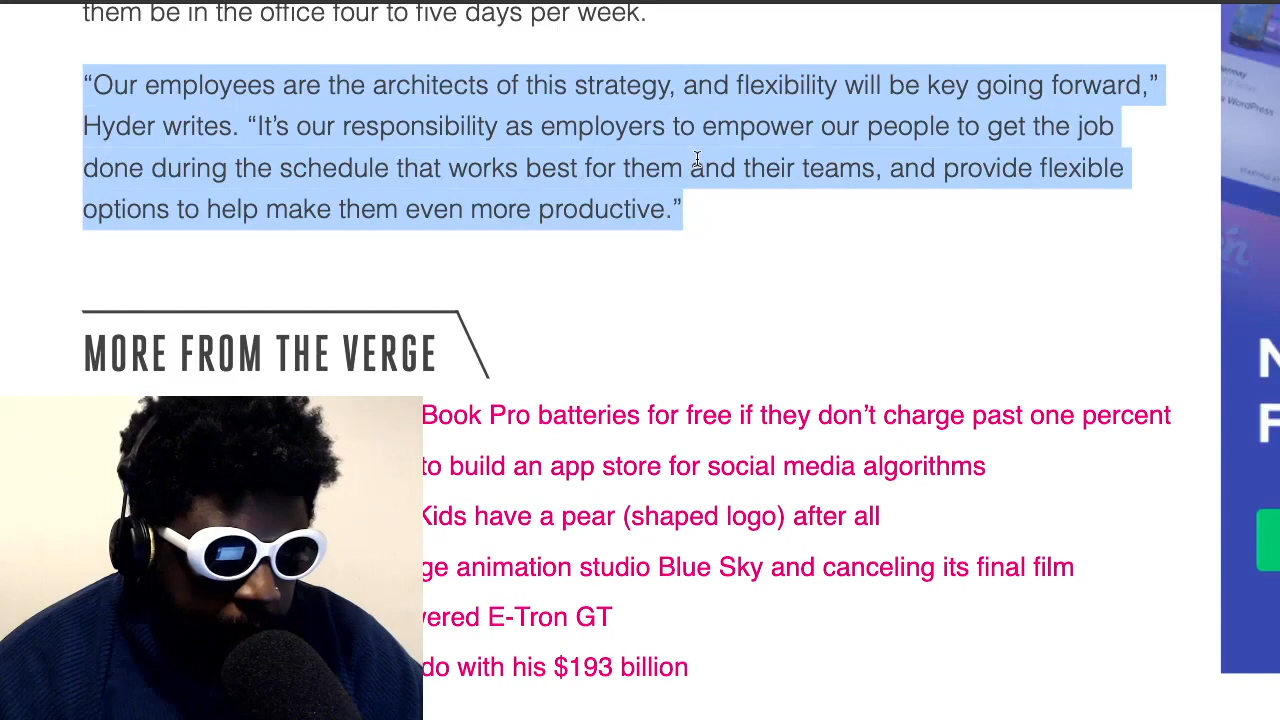 them be in the office four to five days per week.
“Our employees are the architects of this strategy, and flexibility will be key going forward,”
Hyder writes. “It’s our responsibility as employers to empower our people to get the job
done during the schedule that works best for them and their teams, and provide flexible
options to help make them even more productive.”
MORE FROM THE VERGE
Book Pro batteries for free if they don’t charge past one percent
to build an app store for social media algorithms
Kids have a pear (shaped logo) after all
ge animation studio Blue Sky and canceling its final film
vered E-Tron GT
do with his $193 billion
WordPress
STARTING AT
N
F